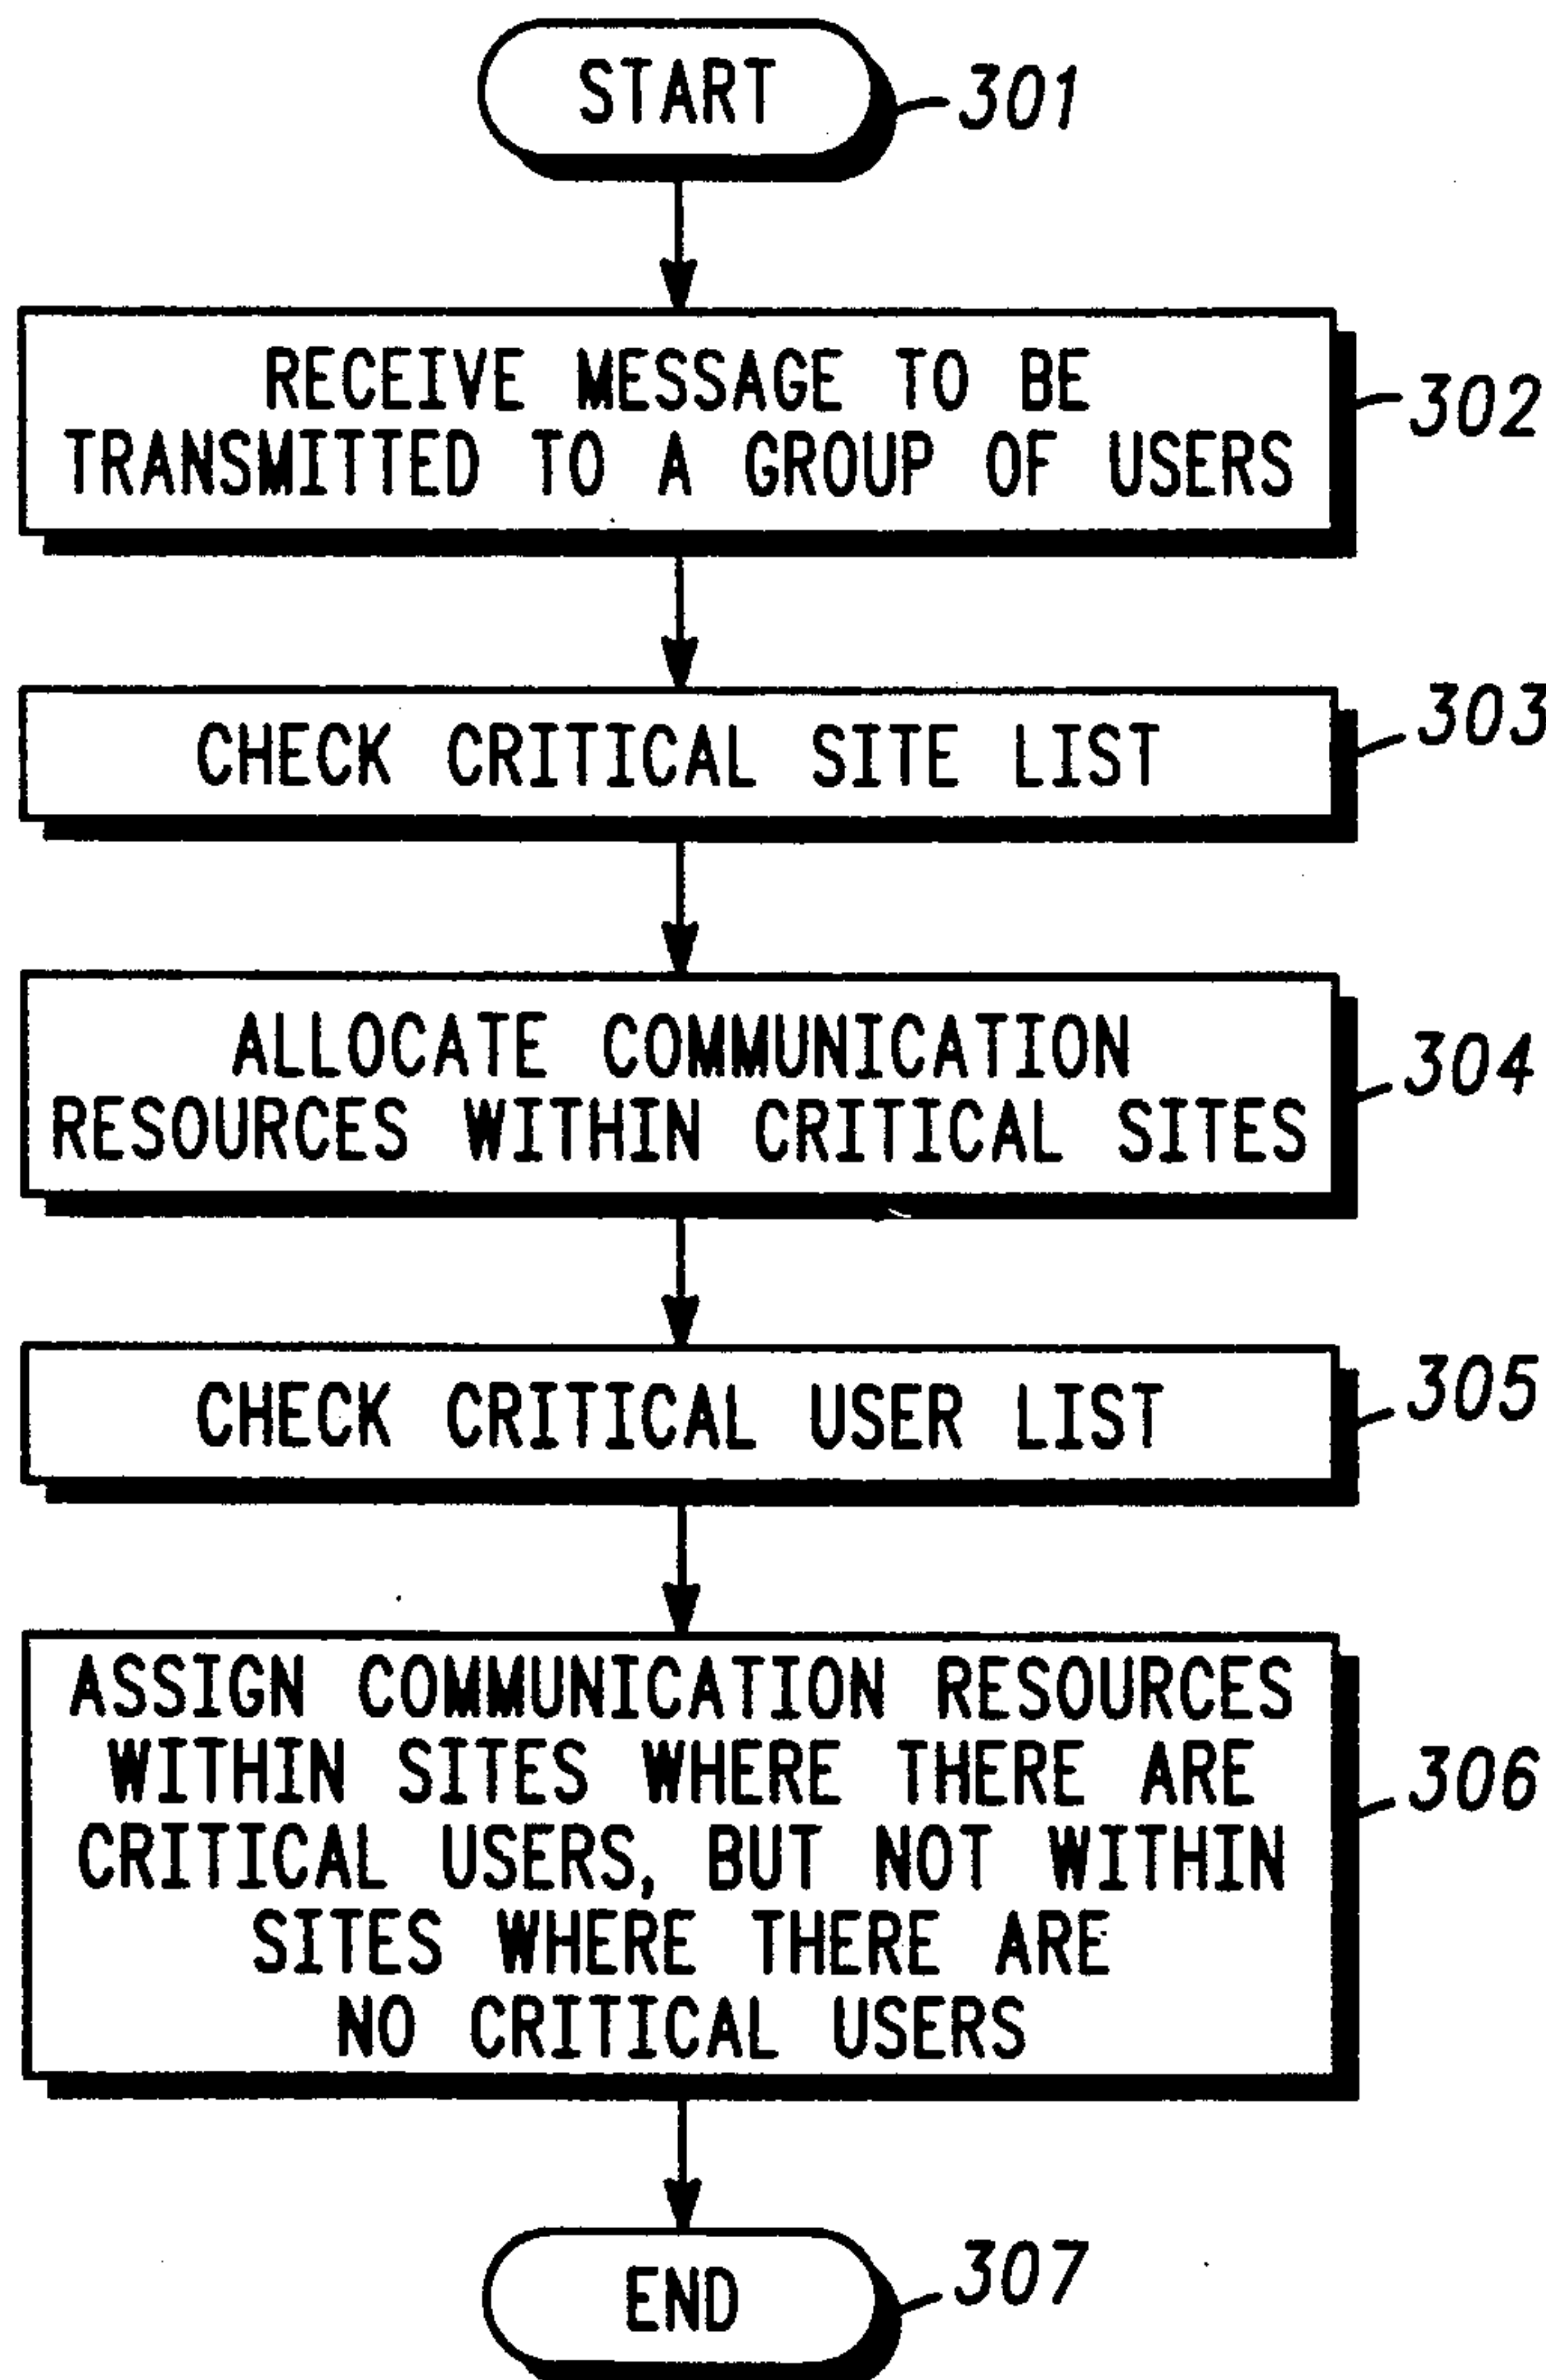 START
301
RECEIVE MESSAGE TO BE
TRANSMITTED TO A GROUP OF USERS
302
CHECK CRITICAL SITE LIST
303
ALLOCATE COMMUNICATION
RESOURCES WITHIN CRITICAL SITES
304
CHECK CRITICAL USER LIST
305
ASSIGN COMMUNICATION RESOURCES
WITHIN SITES WHERE THERE ARE
CRITICAL USERS, BUT NOT WITHIN
SITES WHERE THERE ARE
NO CRITICAL USERS
306
END
307